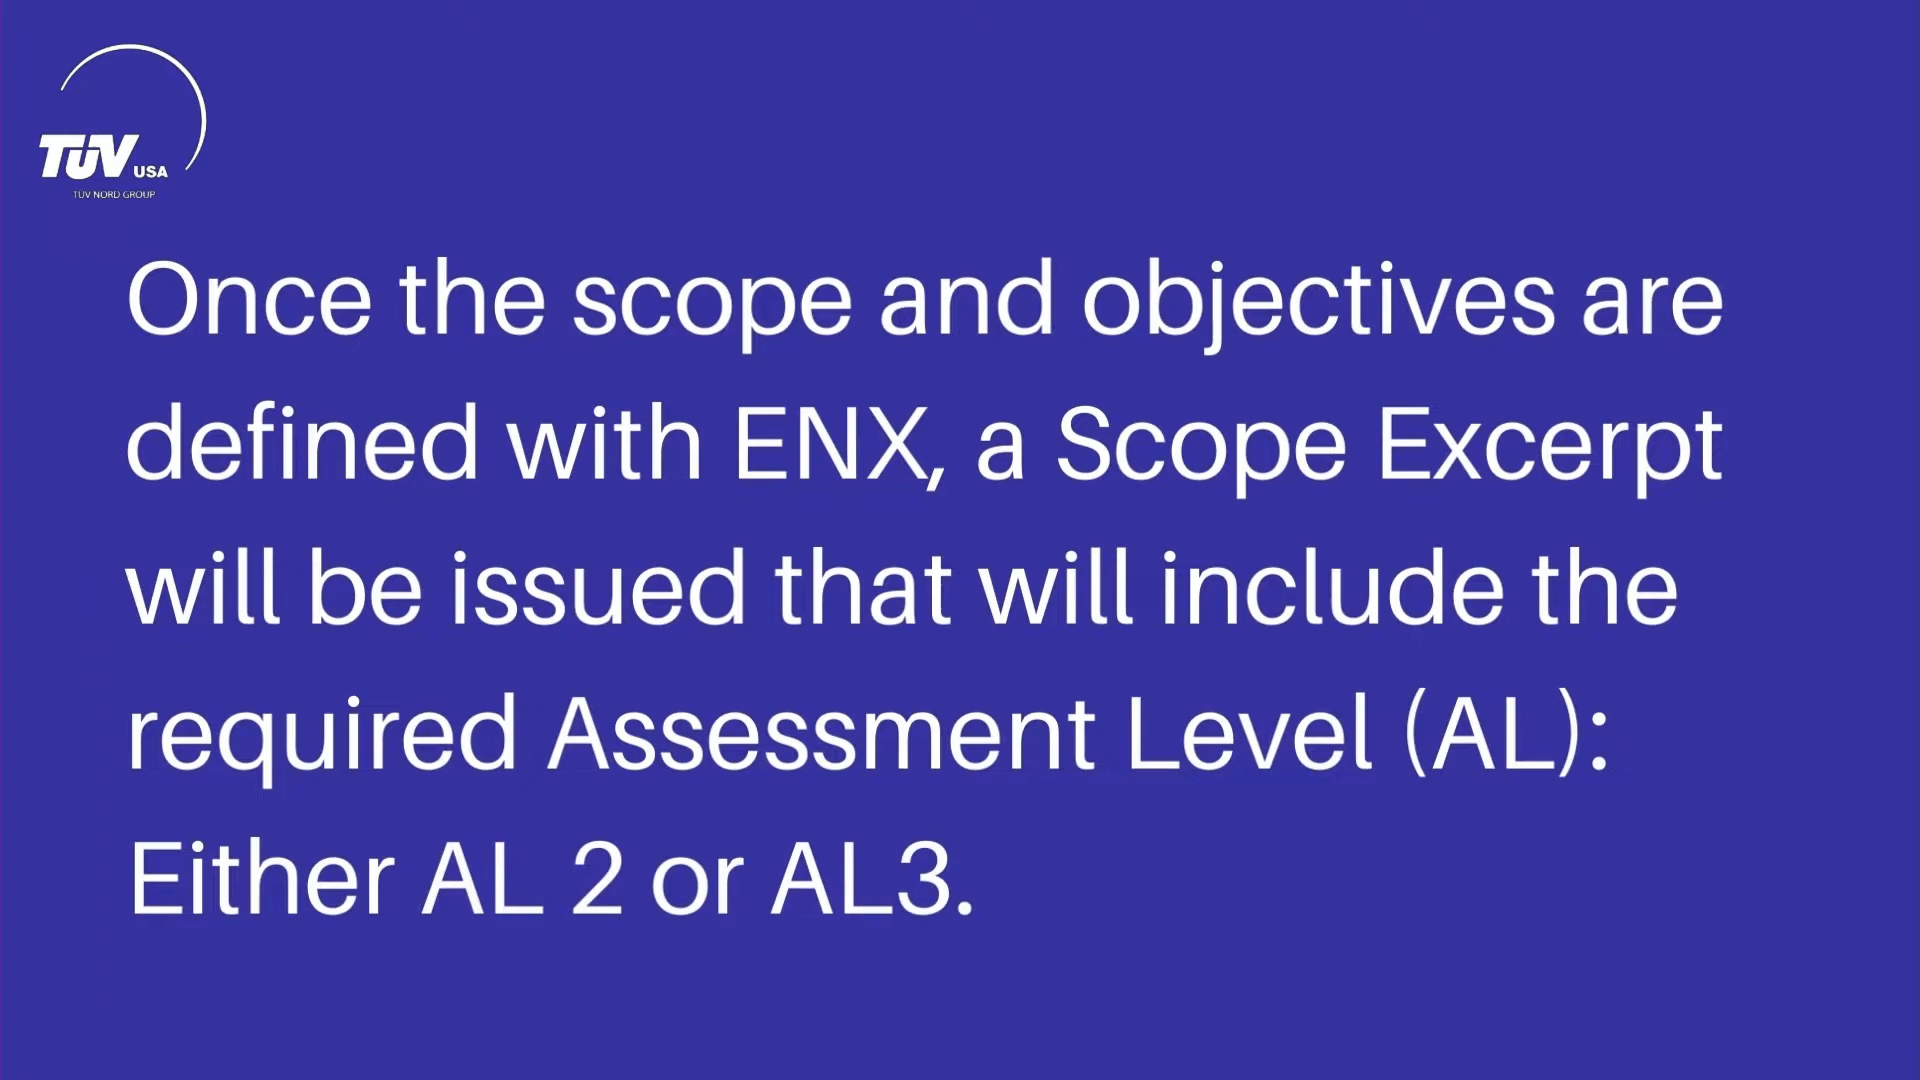 TÜV USA
TÜV NORD GROUP
Once the scope and objectives are
defined with ENX, a Scope Excerpt
will be issued that will include the
required Assessment Level (AL):
Either AL 2 or AL3.